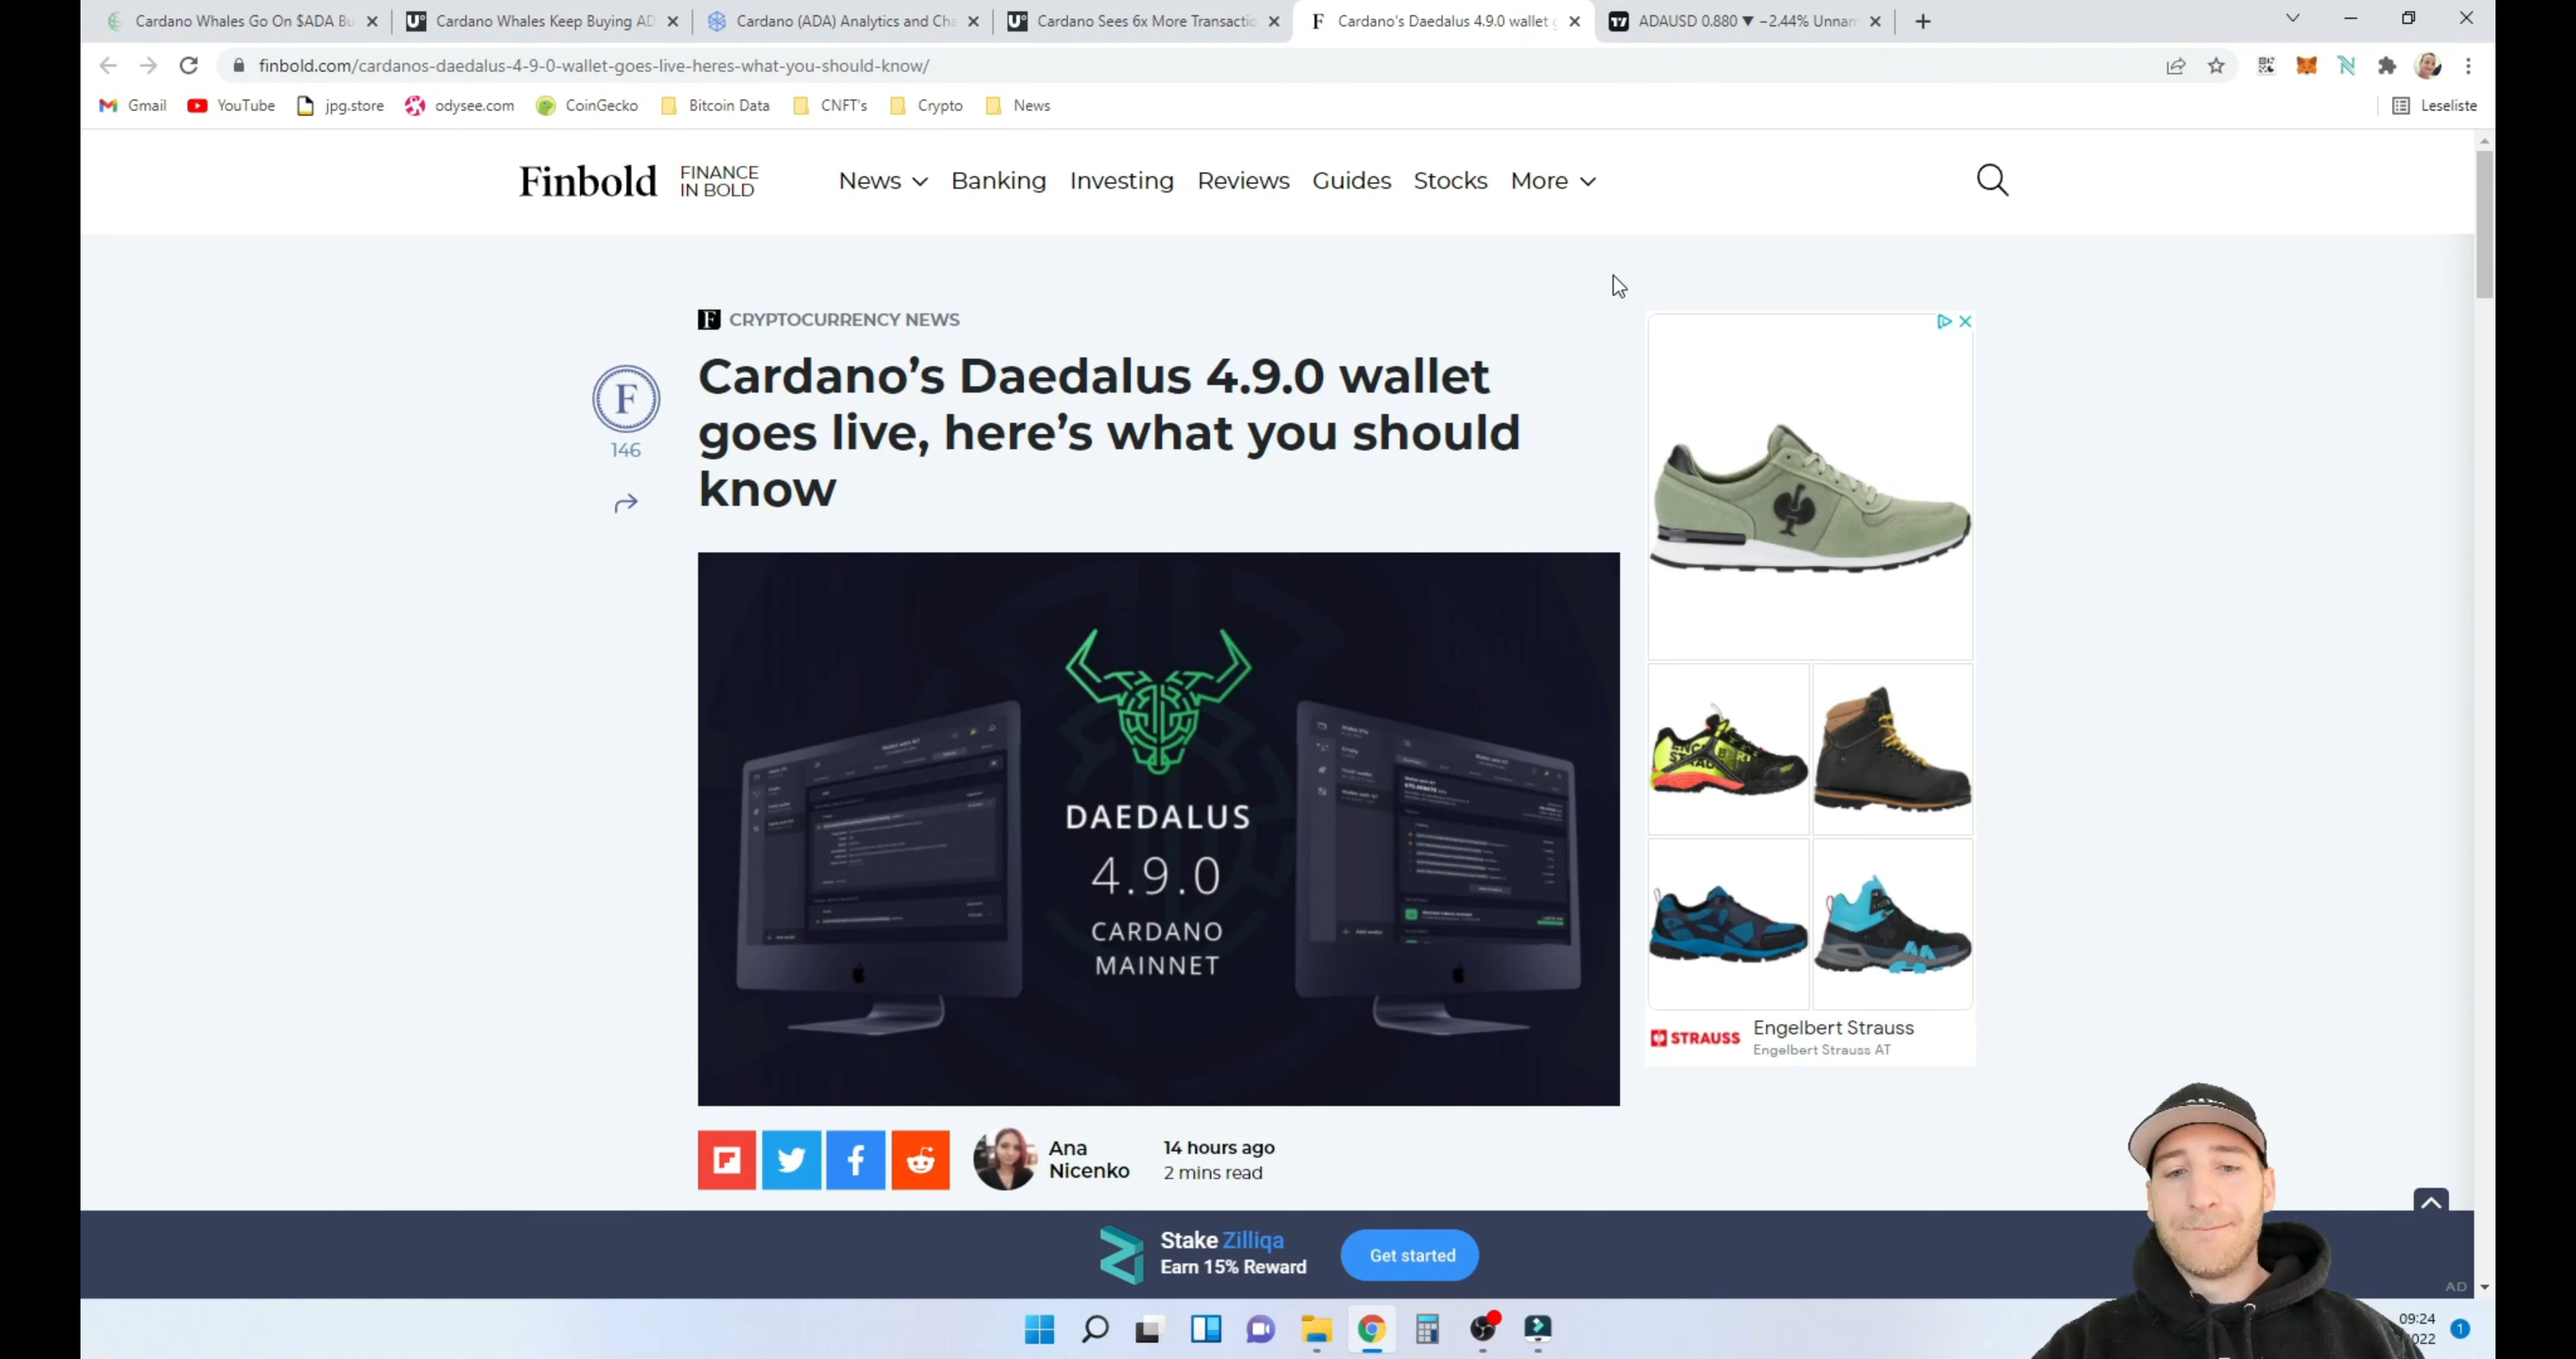 Cardano Whales Go On $ADA Bu
Cardano Whales Keep Buying AD
Cardano (ADA) Analytics and Cha
Cardano Sees 6x More Transactio
Cardano's Daedalus 4.9.0 wallet g
ADAUSD 0.880 ▼ −2.44% Unnam
finbold.com/cardanos-daedalus-4-9-0-wallet-goes-live-heres-what-you-should-know/
Gmail
YouTube
jpg.store
odysee.com
CoinGecko
Bitcoin Data
CNFT's
Crypto
News
Leseliste
Finbold
FINANCE
IN BOLD
News
Banking
Investing
Reviews
Guides
Stocks
More
CRYPTOCURRENCY NEWS
Cardano's Daedalus 4.9.0 wallet
goes live, here's what you should
know
F
146
DAEDALUS
4.9.0
CARDANO
MAINNET
STRAUSS
Engelbert Strauss
Engelbert Strauss AT
Ana
Nicenko
14 hours ago
2 mins read
Stake Zilliqa
Earn 15% Reward
Get started
AD
09:24
022
1